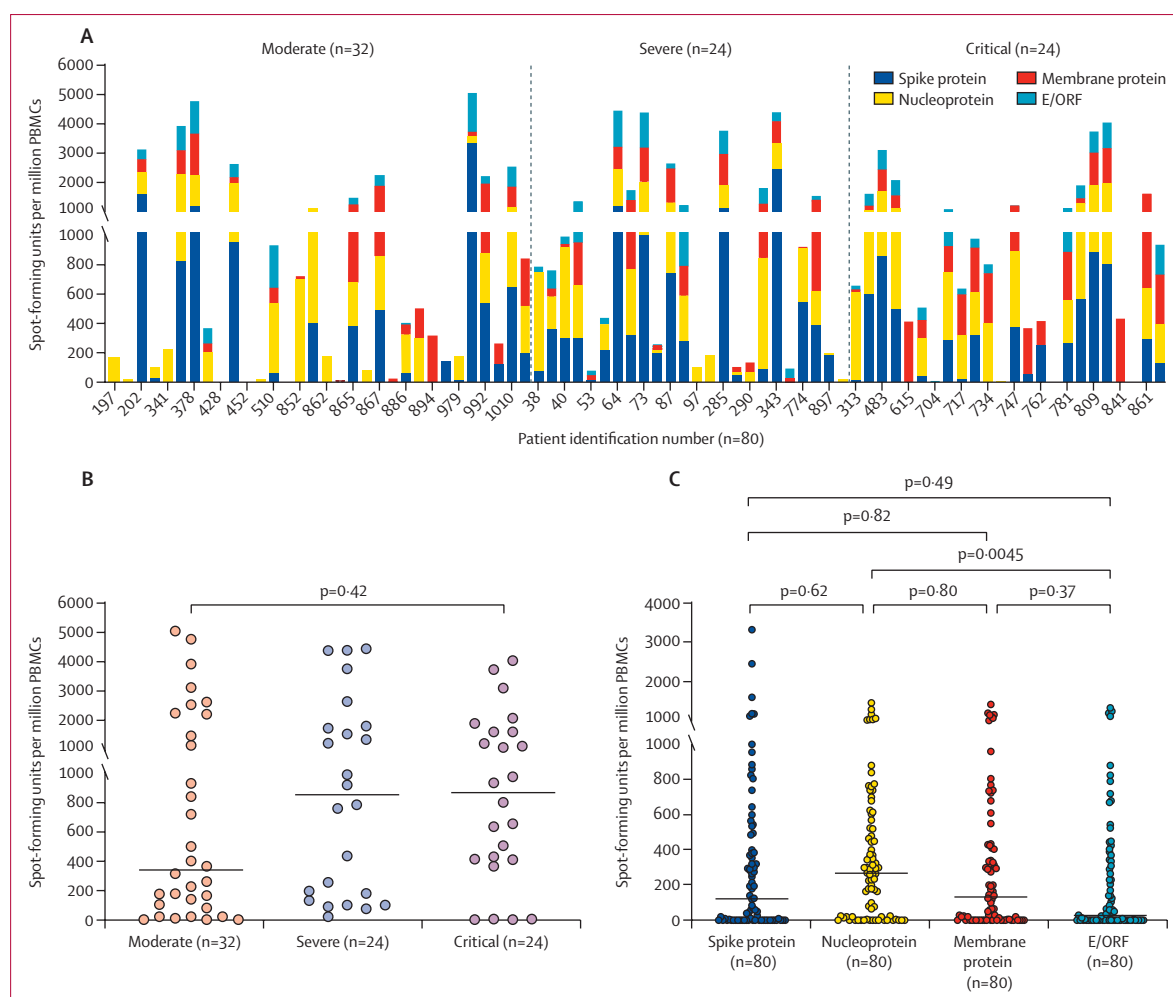 A
Moderate (n=32)
Severe (n=24)
Critical (n=24)
Spike protein
Nucleoprotein
Membrane protein
E/ORF
Spot-forming units per million PBMCs
6000
5000
4000
3000
2000
1000
1000
800
600
400
200
0
197
202
341
378
428
452
510
852
862
865
867
886
894
979
992
1010
38
40
53
64
73
87
97
285
290
343
774
897
313
483
615
704
717
734
747
762
781
809
841
861
Patient identification number (n=80)
B
p=0·42
Spot-forming units per million PBMCs
6000
5000
4000
3000
2000
1000
1000
800
600
400
200
0
Moderate (n=32)
Severe (n=24)
Critical (n=24)
C
p=0·49
p=0·82
p=0·0045
p=0·62
p=0·80
p=0·37
Spot-forming units per million PBMCs
4000
3000
2000
1000
1000
800
600
400
200
0
Spike protein
(n=80)
Nucleoprotein
(n=80)
Membrane
protein
(n=80)
E/ORF
(n=80)